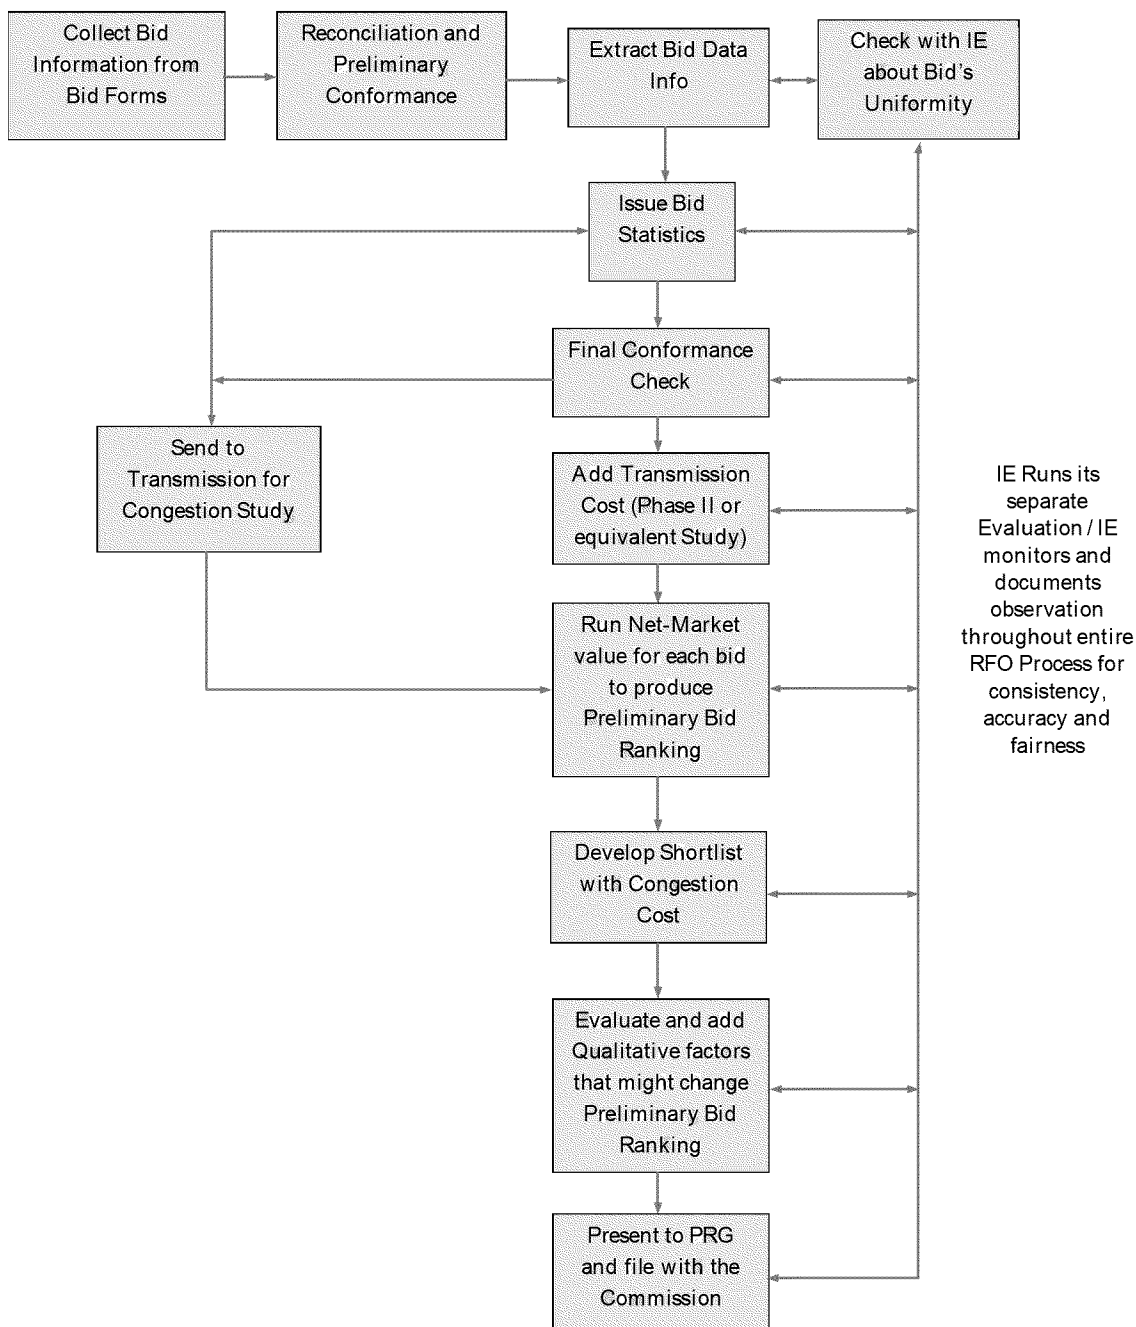 Collect Bid
Information from
Bid Forms
Reconciliation and
Preliminary
Conformance
Extract Bid Data
Info
Check with IE
about Bid's
Uniformity
Issue Bid
Statistics
Final Conformance
Check
Send to
Transmission for
Congestion Study
Add Transmission
Cost (Phase II or
equivalent Study)
IE Runs its
separate
Evaluation / IE
monitors and
documents
observation
throughout entire
RFO Process for
consistency,
accuracy and
fairness
Run Net-Market
value for each bid
to produce
Preliminary Bid
Ranking
Develop Shortlist
with Congestion
Cost
Evaluate and add
Qualitative factors
that might change
Preliminary Bid
Ranking
Present to PRG
and file with the
Commission